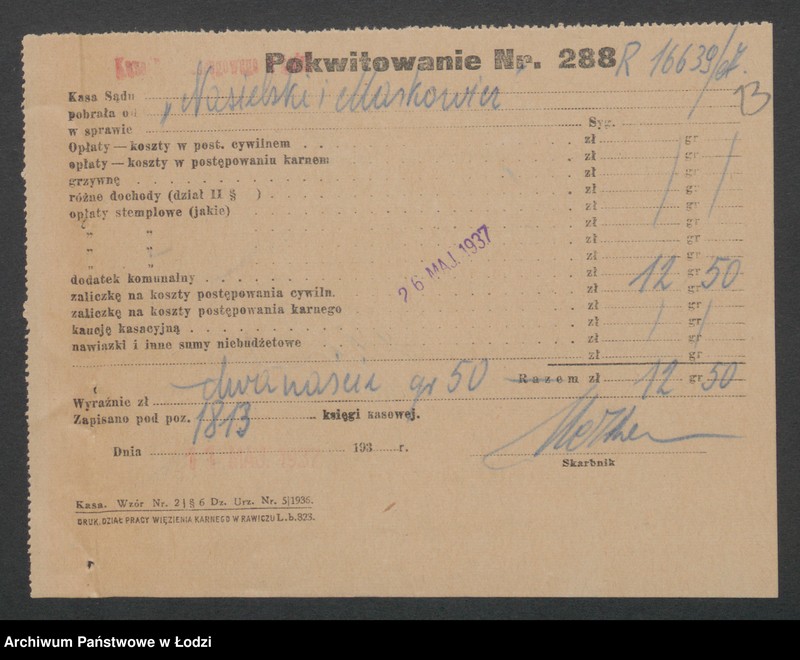 Pokwitowanie Nr. 288 R 16639/
13
Kasa Sądu
pobrała od "Nasielski i Maskowicz"
w sprawie Syg.
Opłaty — koszty w post. cywilnem . . zł gr
opłaty — koszty w postępowaniu karnem zł gr
grzywnę zł gr
różne dochody (dział II § ) zł gr
opłaty stemplowe (jakie) zł gr
„ „ zł gr
„ „ zł gr
„ „ zł gr
dodatek komunalny zł gr
zaliczkę na koszty postępowania cywiln. zł 12 gr 50
zaliczkę na koszty postępowania karnego zł gr
kaucję kasacyjną zł gr
nawiązki i inne sumy niebudżetowe zł gr
zł gr
26 MAJ. 1937
Razem zł 12 gr 50
Wyraźnie zł dwanaście gr 50
Zapisano pod poz. 1813 księgi kasowej.
Dnia 193 r.
Skarbnik
Kasa. Wzór Nr. 2 j § 6 Dz. Urz. Nr. 5/1936.
DRUK. DZIAŁ PRACY WIĘZIENIA KARNEGO W RAWICZU L.b.823.
Archiwum Państwowe w Łodzi